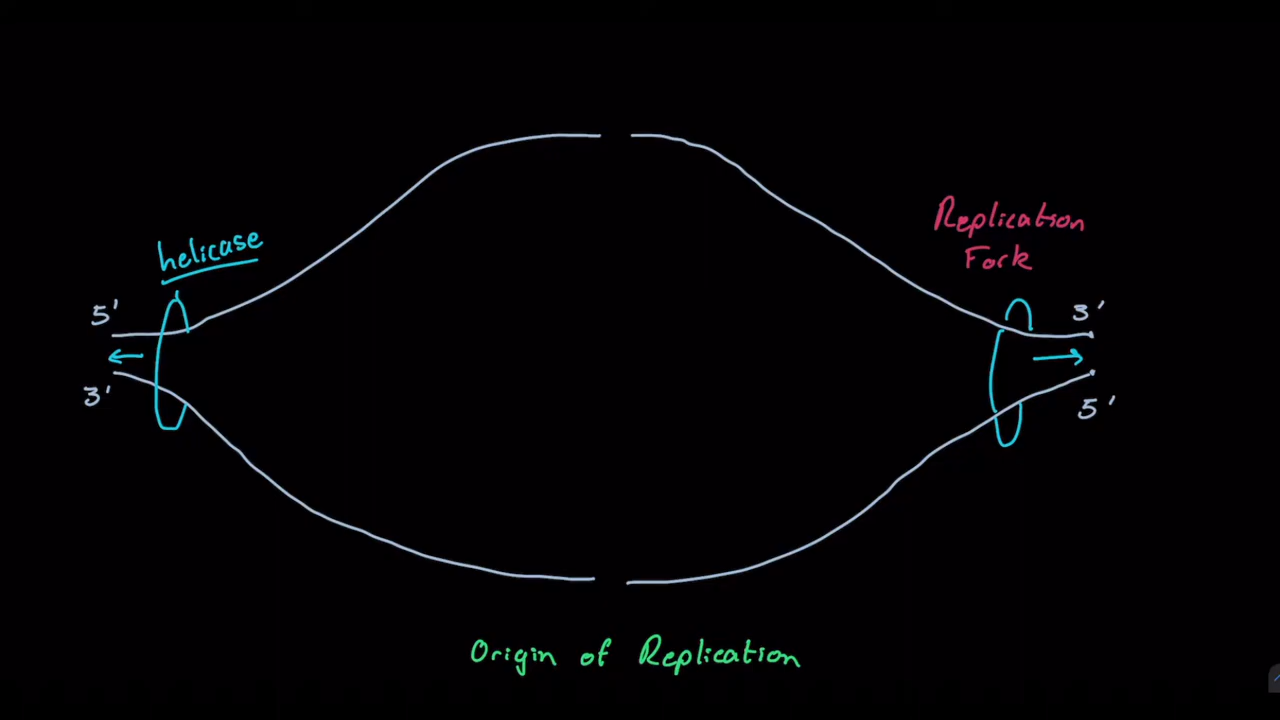 Replication
Fork
helicase
5'
3'
3'
5'
Origin of Replication